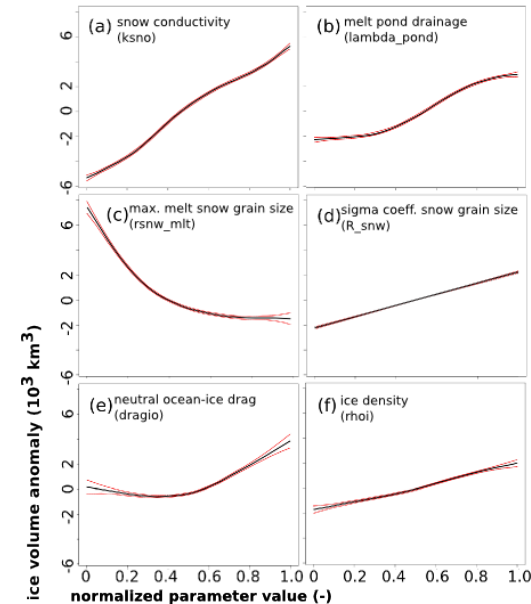 (a) snow conductivity
(ksno)
(b) melt pond drainage
(lambda_pond)
6
2
0
-2
-6
(c) max. melt snow grain size
(rsnw_mlt)
(d) sigma coeff. snow grain size
(R_snw)
6
2
0
-2
-6
(e) neutral ocean-ice drag
(dragio)
(f) ice density
(rhoi)
6
2
0
-2
-6
0 0.2 0.4 0.6 0.8 1.0 0 0.2 0.4 0.6 0.8 1.0
normalized parameter value (-)
ice volume anomaly (10³ km³)